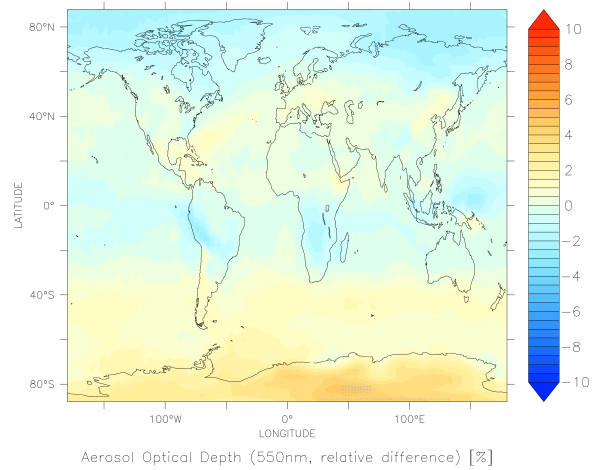 80°N
40°N
0°
40°S
80°S
LATITUDE
100°W
0°
100°E
LONGITUDE
10
8
6
4
2
0
−2
−4
−6
−8
−10
Aerosol Optical Depth (550nm, relative difference) [%]